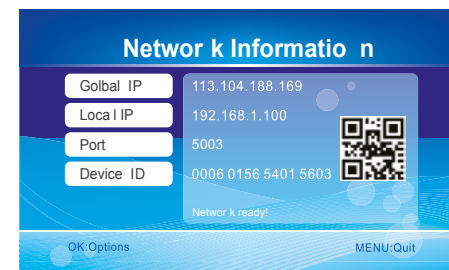 Networ k Informatio n
Golbal IP 113.104.188.169
Loca l IP 192.168.1.100
Port 5003
Device ID 0006 0156 5401 5603
Networ k ready!
OK:Options MENU:Quit